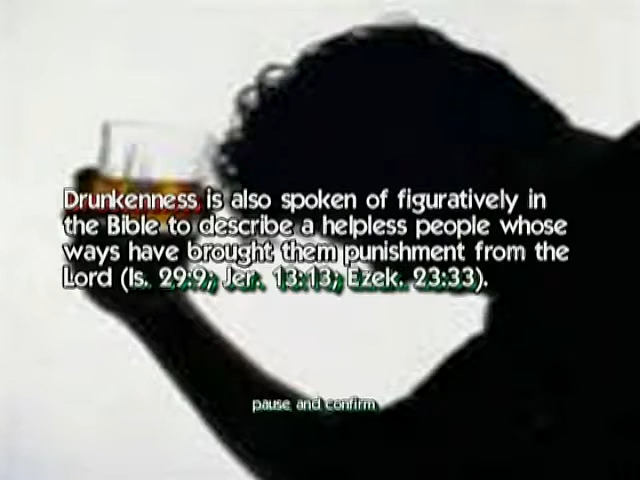 Drunkenness is also spoken of figuratively in
the Bible to describe a helpless people whose
ways have brought them punishment from the
Lord (Is. 29:9; Jer. 13:13; Ezek. 23:33).
pause and confirm